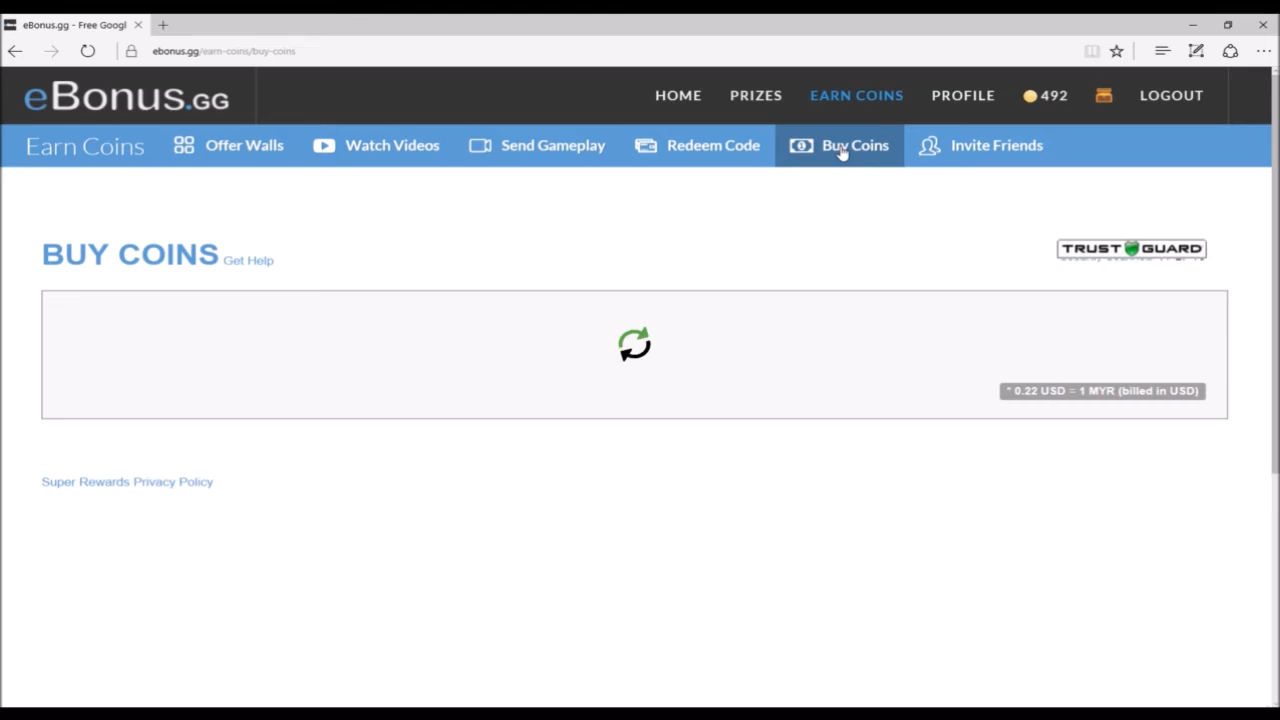 eBonus.gg - Free Googl
ebonus.gg/earn-coins/buy-coins
eBonus.GG
HOME PRIZES EARN COINS PROFILE 492 LOGOUT
Earn Coins Offer Walls Watch Videos Send Gameplay Redeem Code Buy Coins Invite Friends
BUY COINS Get Help
TRUST GUARD
* 0.22 USD = 1 MYR (billed in USD)
Super Rewards Privacy Policy